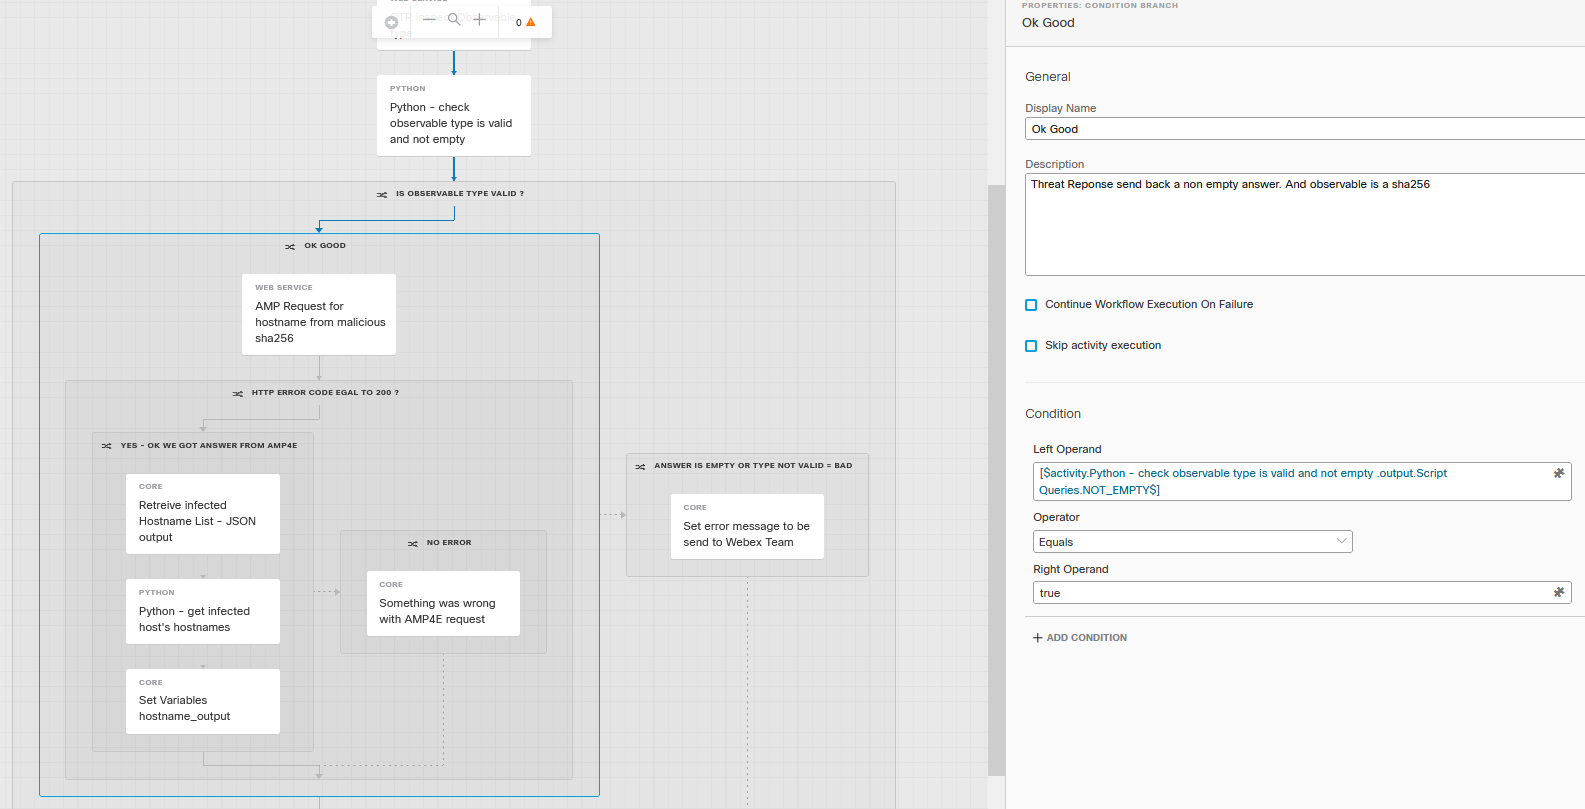 WEB SERVICE
CTR inspect Observable
type
0
PYTHON
Python - check
observable type is valid
and not empty
IS OBSERVABLE TYPE VALID ?
OK GOOD
WEB SERVICE
AMP Request for
hostname from malicious
sha256
HTTP ERROR CODE EGAL TO 200 ?
YES - OK WE GOT ANSWER FROM AMP4E
CORE
Retreive infected
Hostname List - JSON
output
PYTHON
Python - get infected
host's hostnames
CORE
Set Variables
hostname_output
NO ERROR
CORE
Something was wrong
with AMP4E request
ANSWER IS EMPTY OR TYPE NOT VALID = BAD
CORE
Set error message to be
send to Webex Team
PROPERTIES: CONDITION BRANCH
Ok Good
General
Display Name
Ok Good
Description
Threat Reponse send back a non empty answer. And observable is a sha256
Continue Workflow Execution On Failure
Skip activity execution
Condition
Left Operand
[$activity.Python - check observable type is valid and not empty .output.Script
Queries.NOT_EMPTY$]
Operator
Equals
Right Operand
true
ADD CONDITION